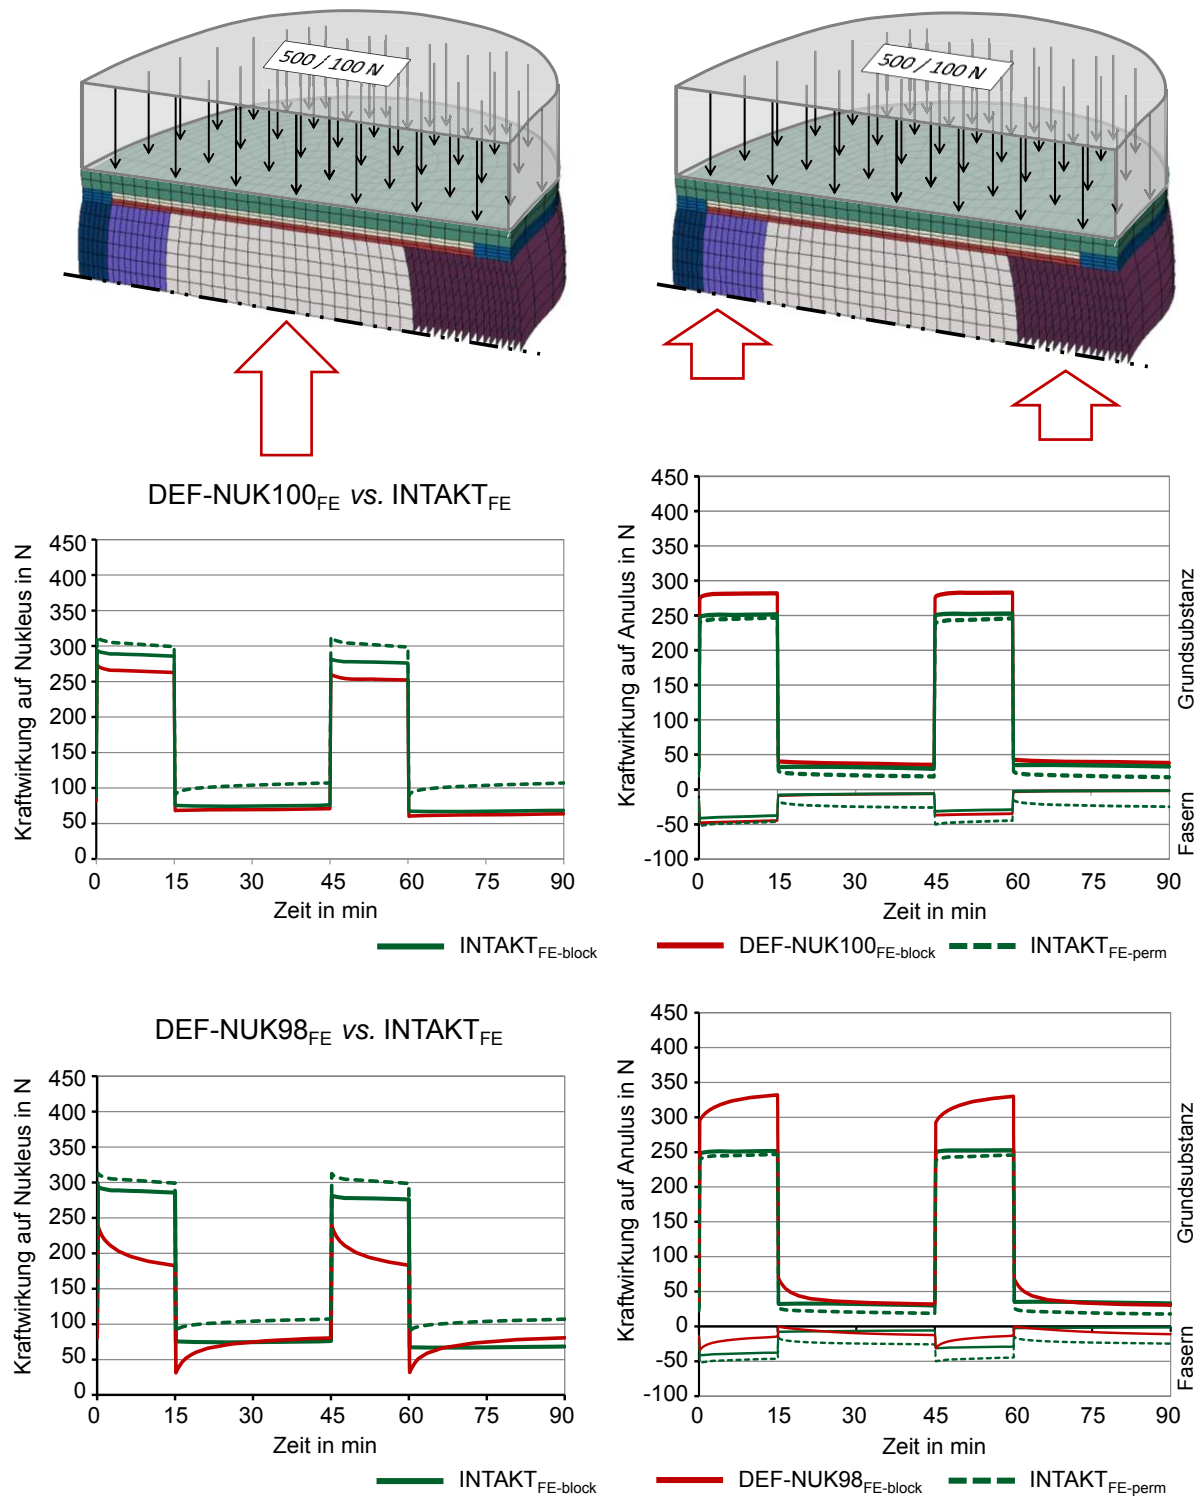 500 / 100 N
500 / 100 N
DEF-NUK100FE vs. INTAKTFE
Kraftwirkung auf Nukleus in N
450
400
350
300
250
200
150
100
50
0
0 15 30 45 60 75 90
Zeit in min
Kraftwirkung auf Anulus in N
450
400
350
300
250
200
150
100
50
0
-50
-100
0 15 30 45 60 75 90
Zeit in min
Grundsubstanz
Fasern
INTAKTFE-block DEF-NUK100FE-block INTAKTFE-perm
DEF-NUK98FE vs. INTAKTFE
Kraftwirkung auf Nukleus in N
450
400
350
300
250
200
150
100
50
0
0 15 30 45 60 75 90
Zeit in min
Kraftwirkung auf Anulus in N
450
400
350
300
250
200
150
100
50
0
-50
-100
0 15 30 45 60 75 90
Zeit in min
Grundsubstanz
Fasern
INTAKTFE-block DEF-NUK98FE-block INTAKTFE-perm